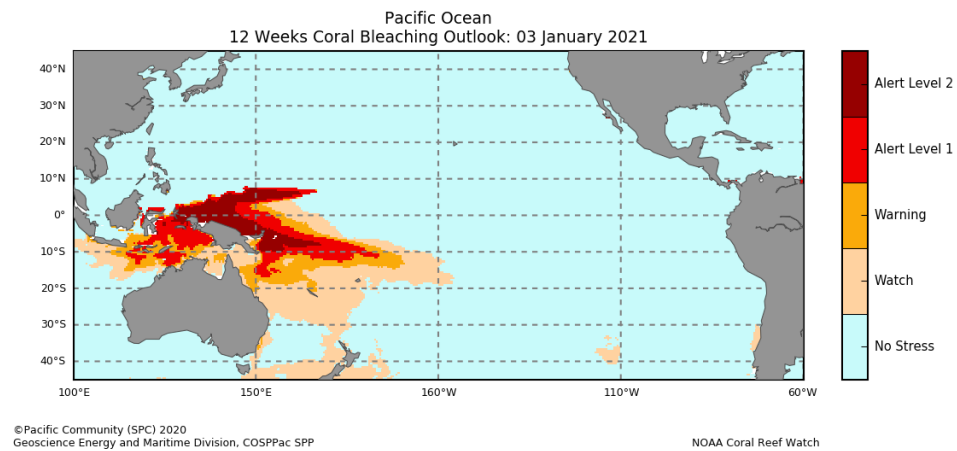 Pacific Ocean
12 Weeks Coral Bleaching Outlook: 03 January 2021
40°N
30°N
20°N
10°N
0°
10°S
20°S
30°S
40°S
100°E
150°E
160°W
110°W
60°W
Alert Level 2
Alert Level 1
Warning
Watch
No Stress
©Pacific Community (SPC) 2020
Geoscience Energy and Maritime Division, COSPPac SPP
NOAA Coral Reef Watch